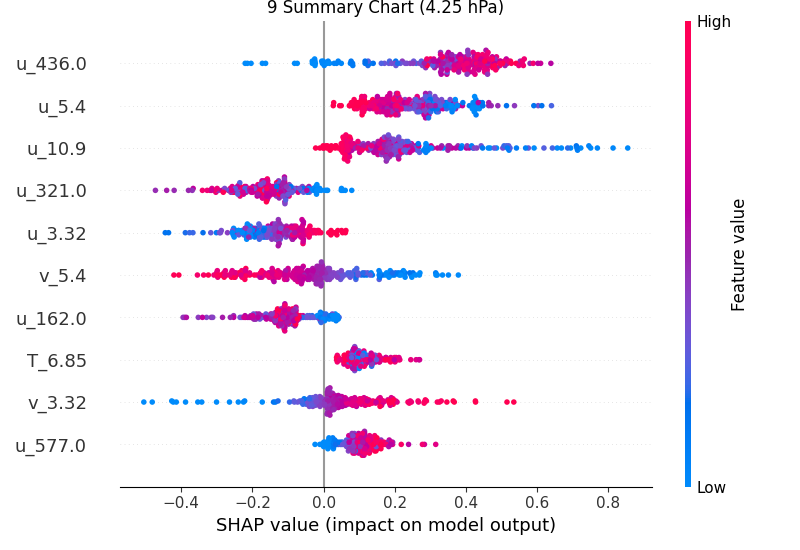 9 Summary Chart (4.25 hPa)
High
u_436.0
u_5.4
u_10.9
u_321.0
u_3.32
v_5.4
u_162.0
T_6.85
v_3.32
u_577.0
Feature value
Low
−0.4 −0.2 0.0 0.2 0.4 0.6 0.8
SHAP value (impact on model output)